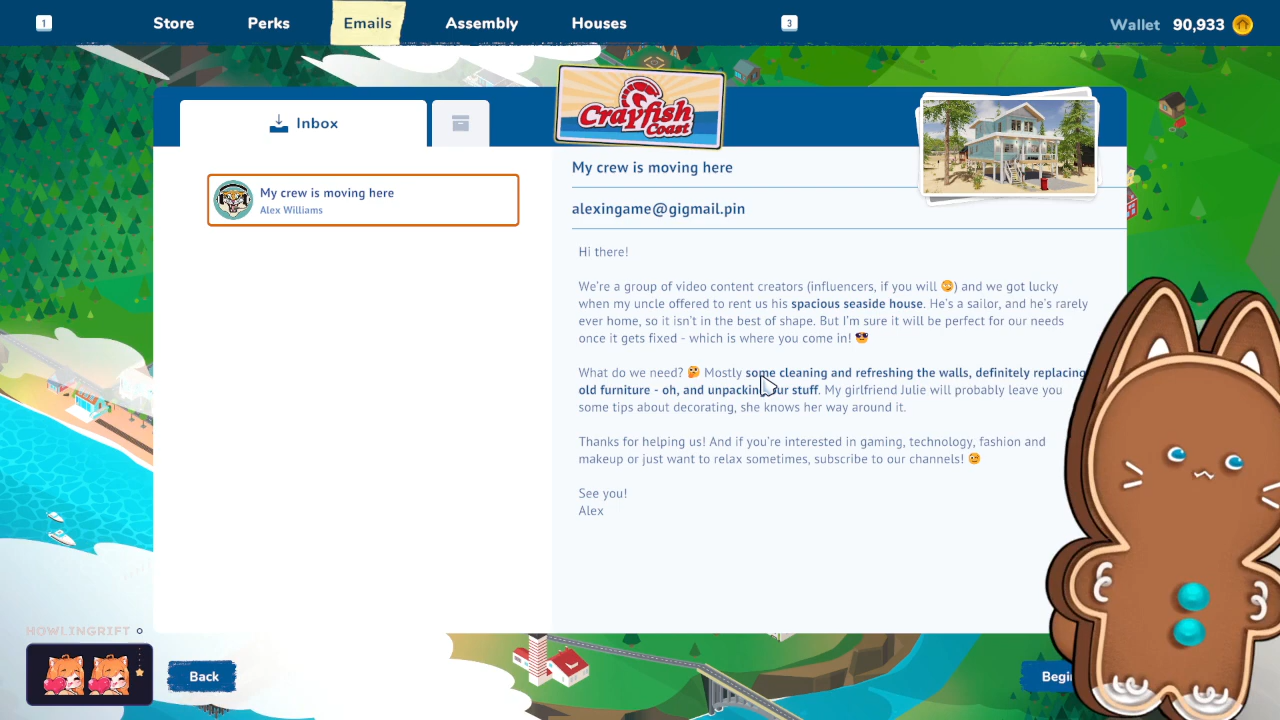 1 Store Perks Emails Assembly Houses 3 Wallet 90,933
Crayfish
Coast
Inbox
My crew is moving here
Alex Williams
My crew is moving here
alexingame@gigmail.pin
Hi there!
We're a group of video content creators (influencers, if you will 😊) and we got lucky
when my uncle offered to rent us his spacious seaside house. He's a sailor, and he's rarely
ever home, so it isn't in the best of shape. But I'm sure it will be perfect for our needs
once it gets fixed - which is where you come in! 😎
What do we need? 🤔 Mostly some cleaning and refreshing the walls, definitely replacing
old furniture - oh, and unpacking our stuff. My girlfriend Julie will probably leave you
some tips about decorating, she knows her way around it.
Thanks for helping us! And if you're interested in gaming, technology, fashion and
makeup or just want to relax sometimes, subscribe to our channels! 😉
See you!
Alex
HOWLINGRIFT
Back
Begin